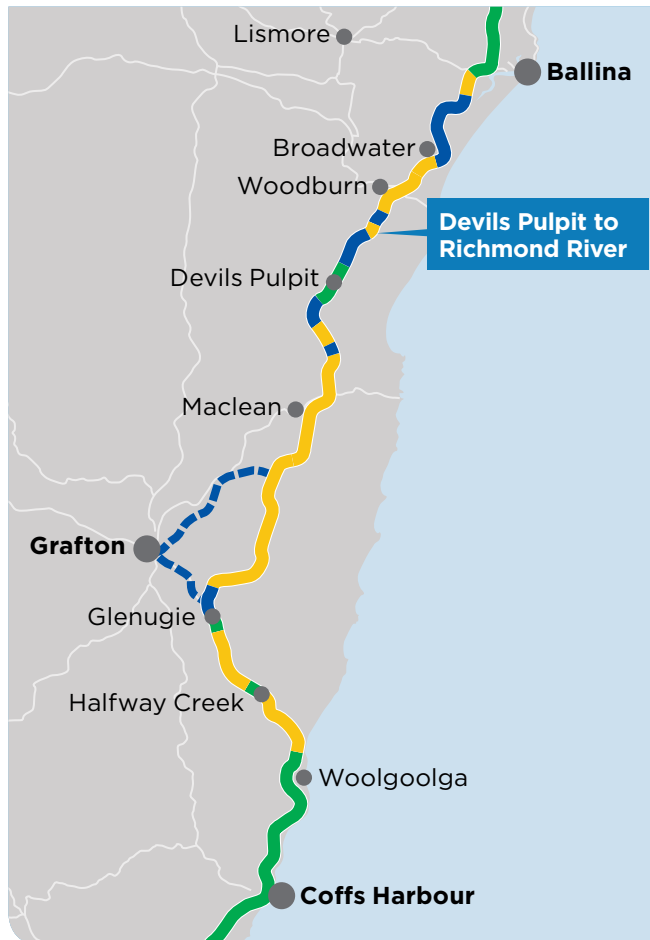 Lismore
Ballina
Broadwater
Woodburn
Devils Pulpit to
Richmond River
Devils Pulpit
Maclean
Grafton
Glenugie
Halfway Creek
Woolgoolga
Coffs Harbour